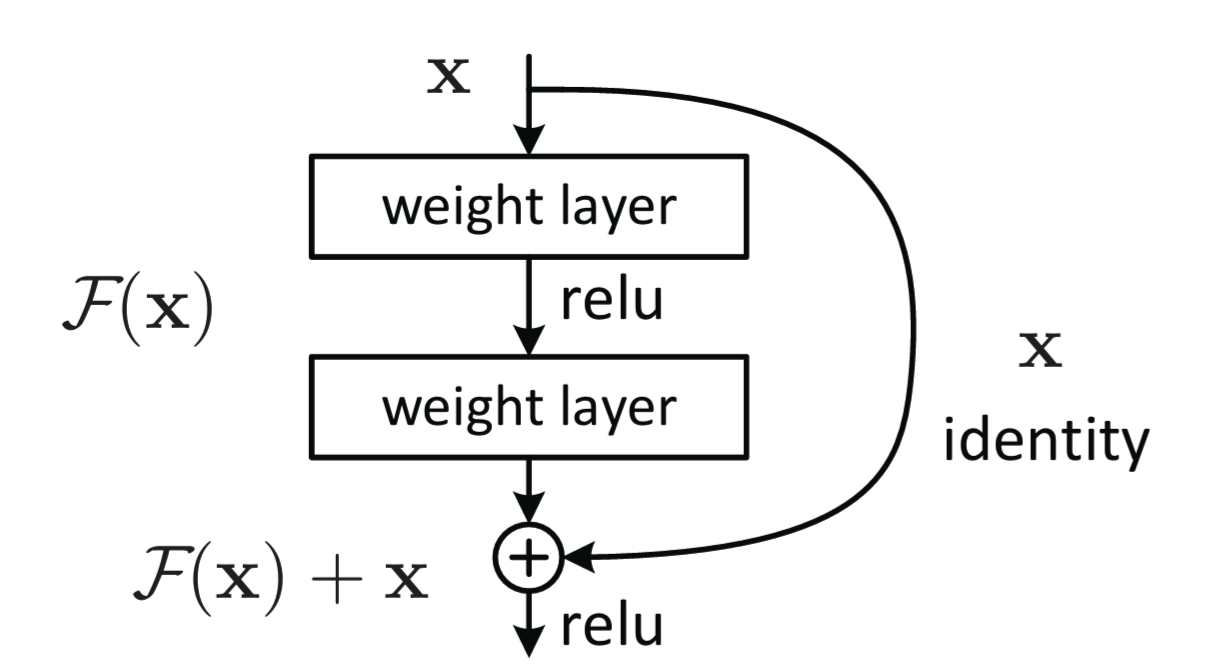 x
weight layer
relu
ℱ(x)
weight layer
x
identity
ℱ(x) + x
+
relu